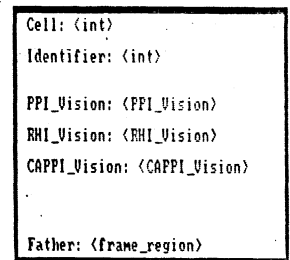 Cell: <int>
Identifier: <int>
PPI_Vision: <PPI_Vision>
RHI_Vision: <RHI_Vision>
CAPPI_Vision: <CAPPI_Vision>
Father: <frame_region>